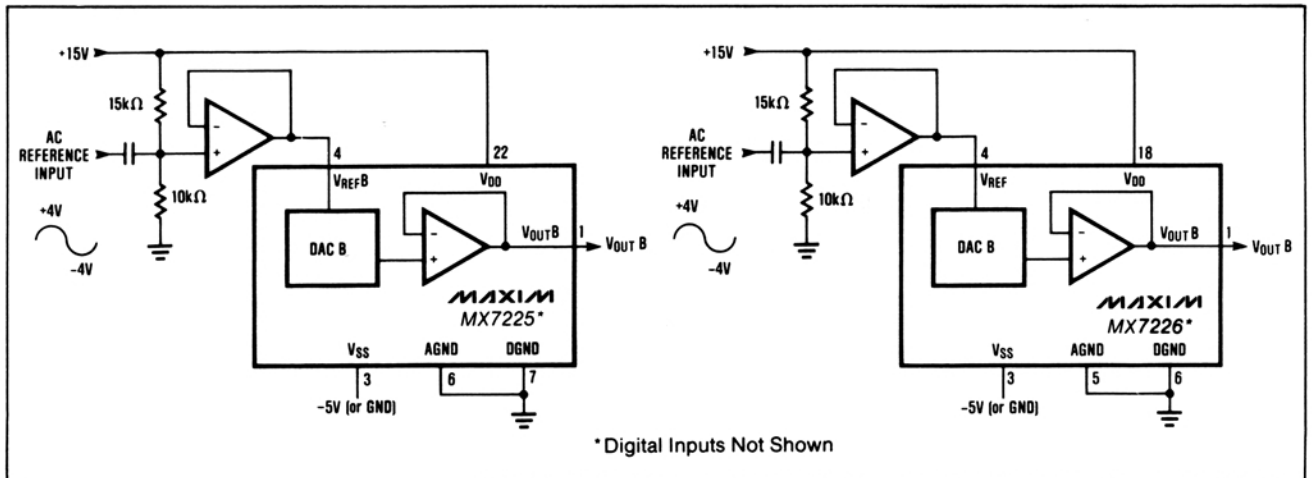 +15V
15kΩ
AC
REFERENCE
INPUT
10kΩ
+4V
−4V
−
+
4
22
VREFB
VDD
DAC B
−
+
VOUTB
1
VOUT B
MAXIM
MX7225*
VSS
AGND
DGND
3
6
7
−5V (or GND)
+15V
15kΩ
AC
REFERENCE
INPUT
10kΩ
+4V
−4V
−
+
4
18
VREF
VDD
DAC B
−
+
VOUTB
1
VOUT B
MAXIM
MX7226*
VSS
AGND
DGND
3
5
6
−5V (or GND)
*Digital Inputs Not Shown